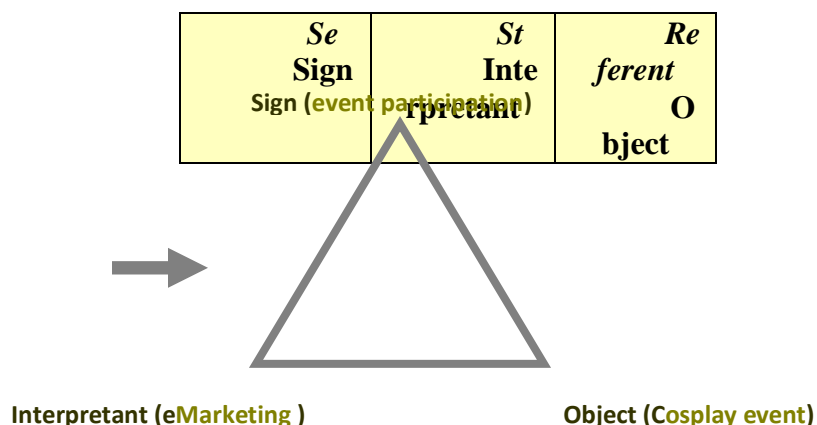 Se
Sign
St
Inte
rpretant
Re
ferent
O
bject
Sign (event participation)
Interpretant (eMarketing )
Object (Cosplay event)